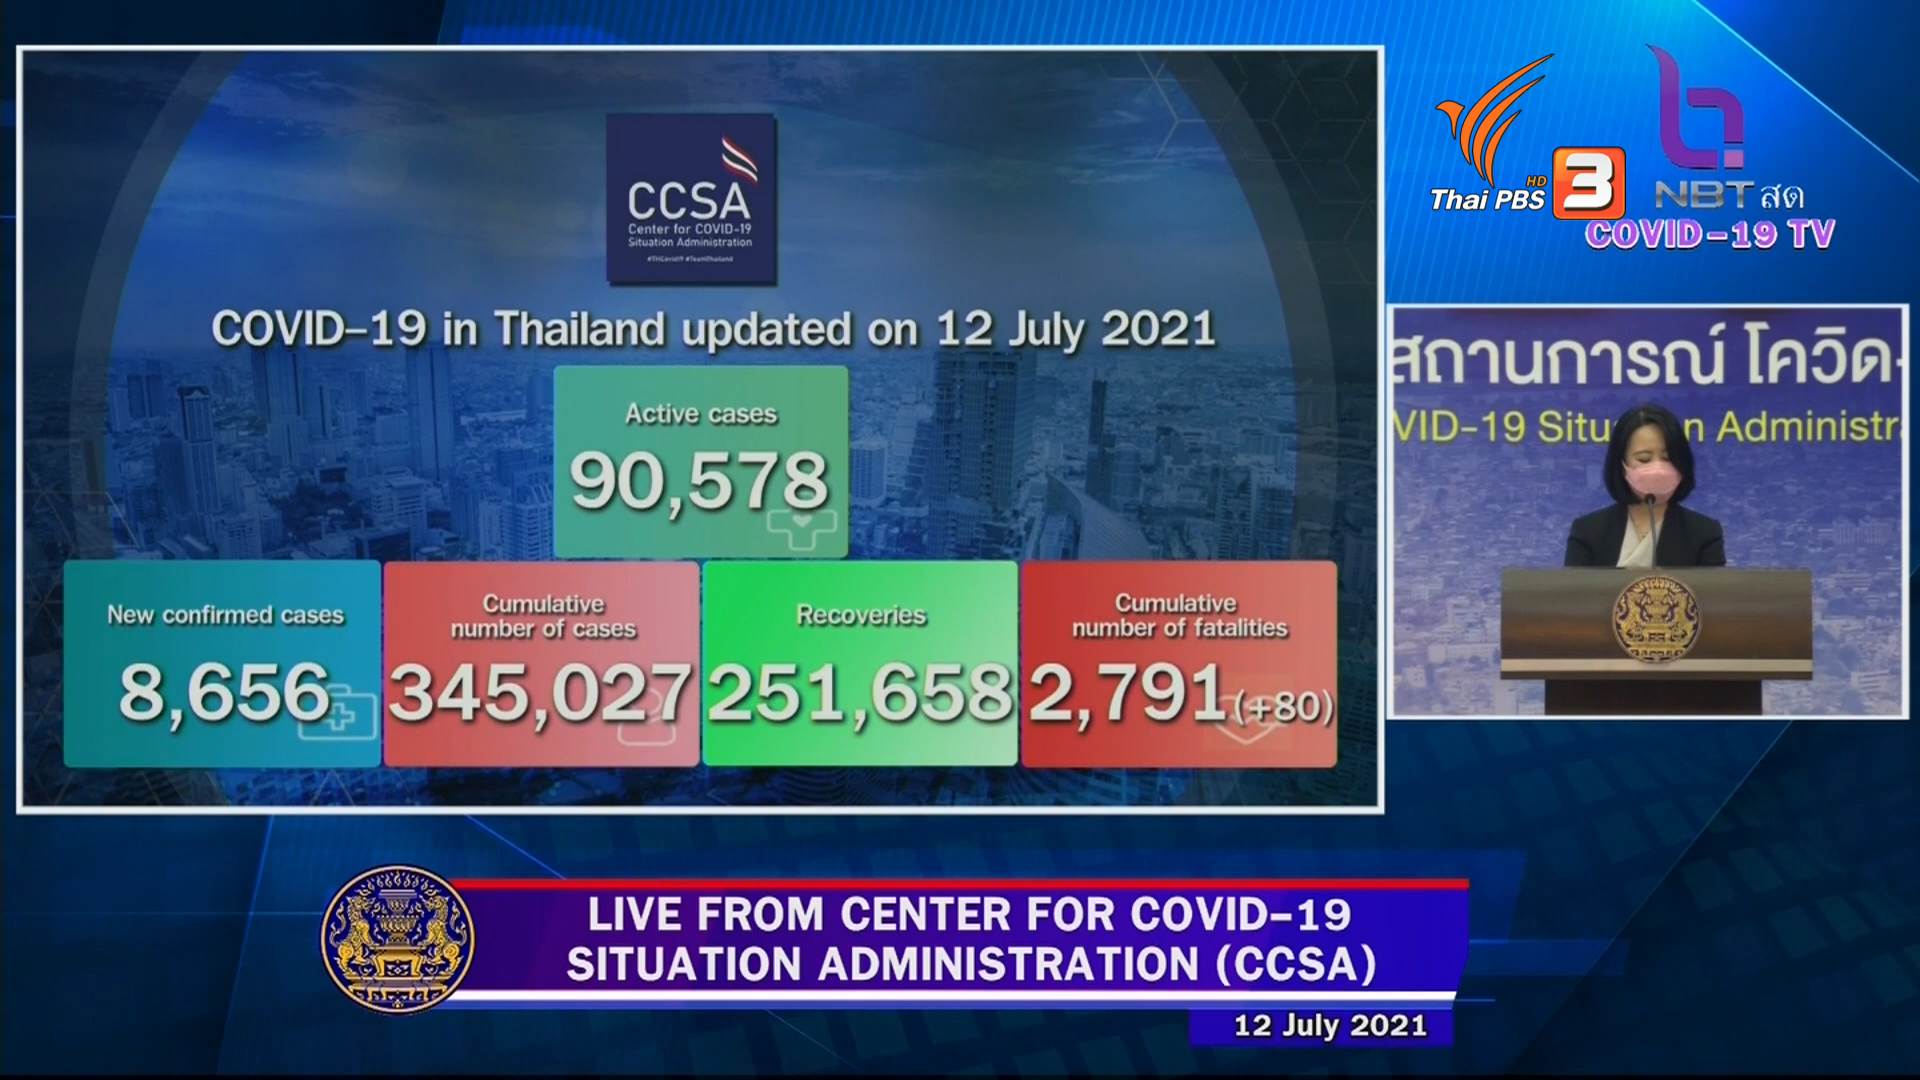 CCSA
Center for COVID-19
Situation Administration
#THCovid19 #TeamThailand
COVID-19 in Thailand updated on 12 July 2021
Active cases
90,578
New confirmed cases
8,656
Cumulative
number of cases
345,027
Recoveries
251,658
Cumulative
number of fatalities
2,791 (+80)
Thai PBS HD
3
NBT สด
COVID-19 TV
สถานการณ์ โควิด-
VID-19 Situ n Administr
LIVE FROM CENTER FOR COVID-19
SITUATION ADMINISTRATION (CCSA)
12 July 2021